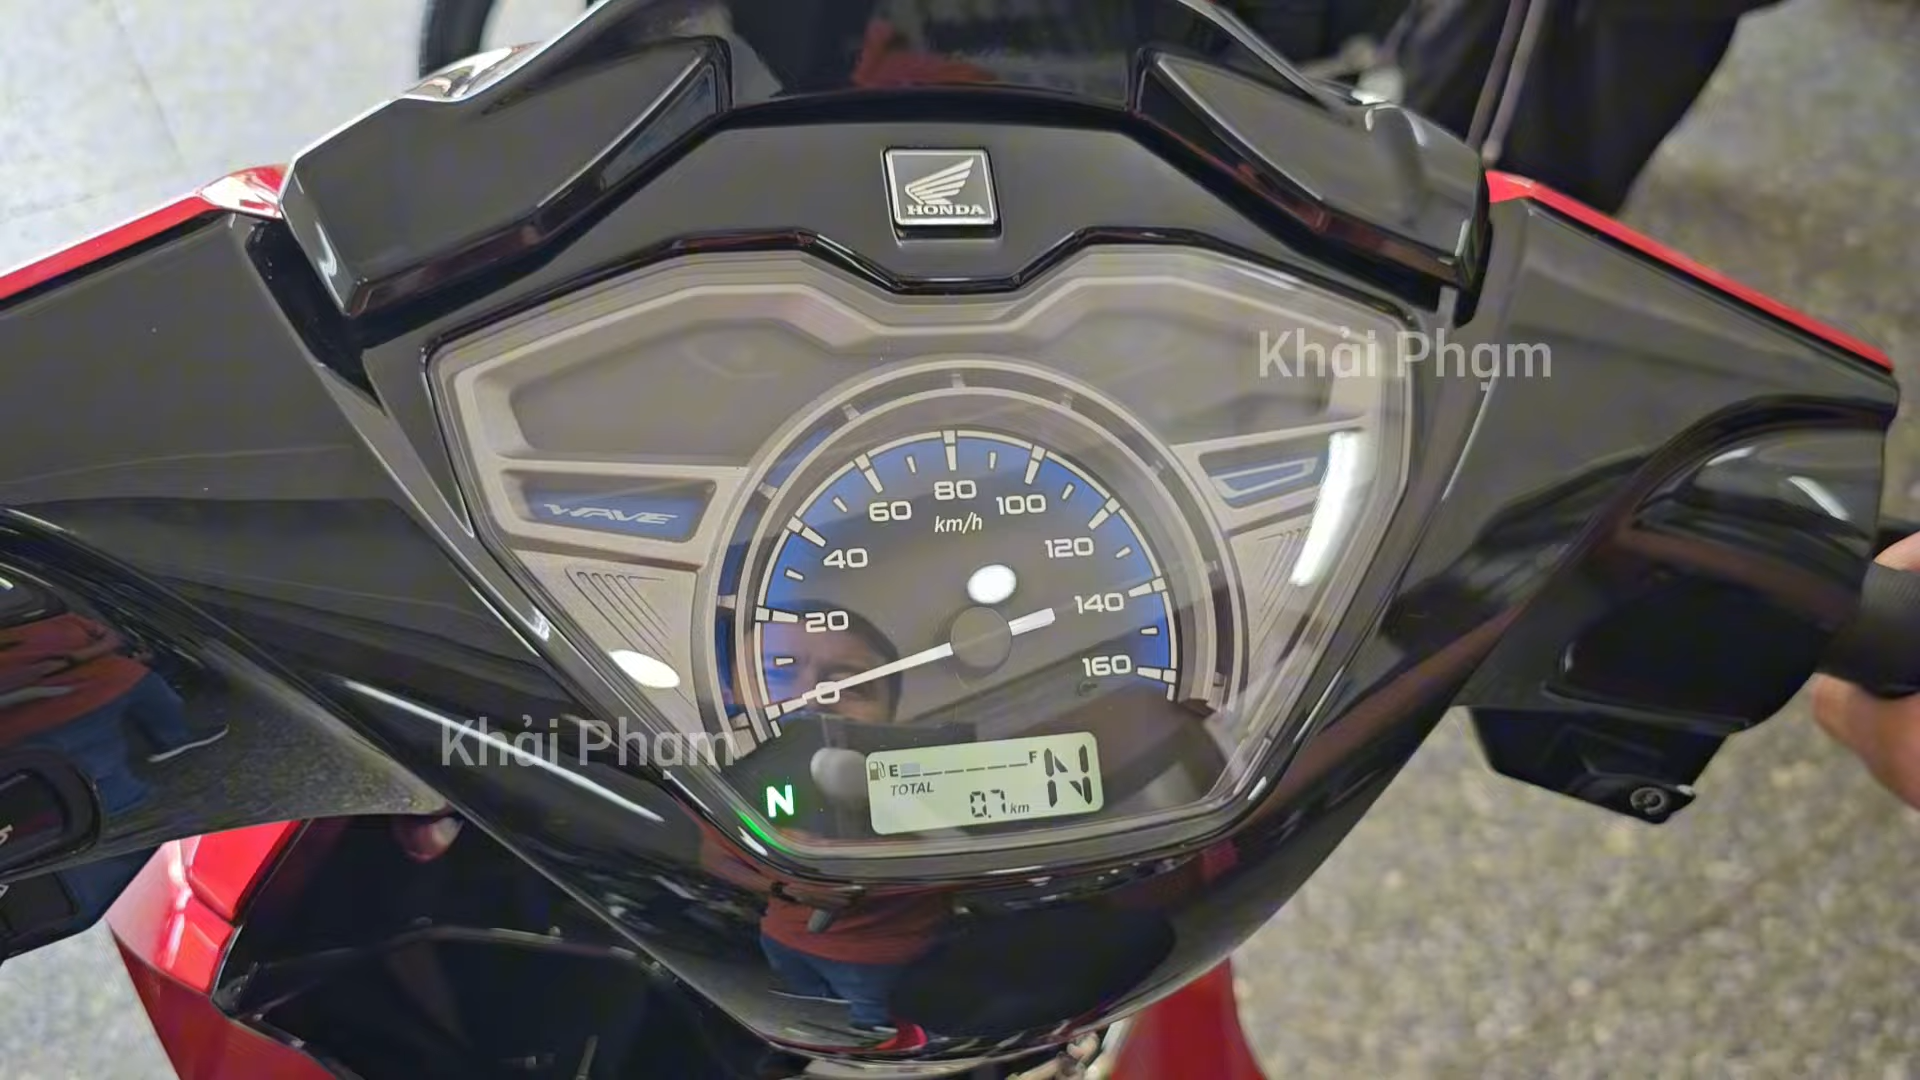 HONDA
Khải Phạm
WAVE
0
20
40
60
80
100
120
140
160
km/h
Khải Phạm
N
E
F
N
TOTAL
0.7 km